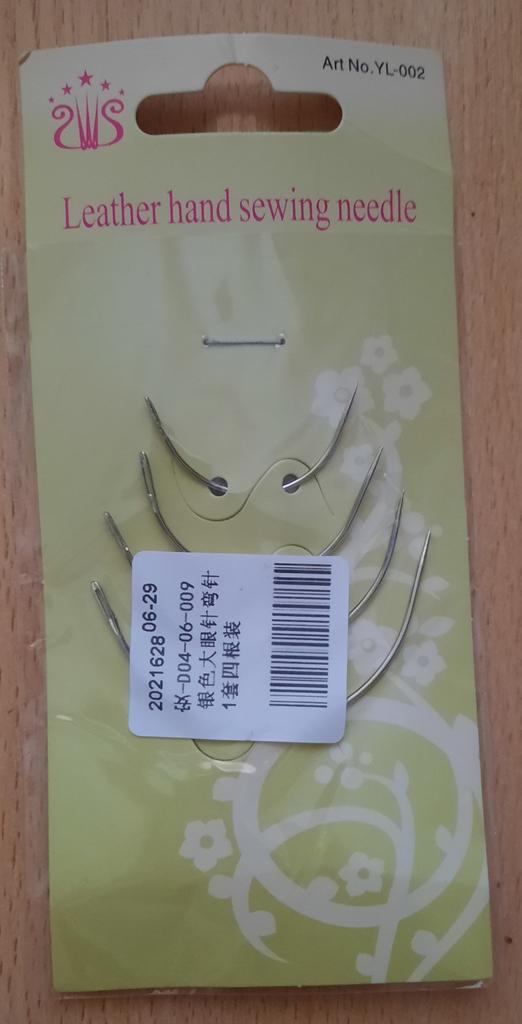 Art No.YL-002
Leather hand sewing needle
2021628 06-29
-D04-06-009
银色大眼针弯针
1套四根装